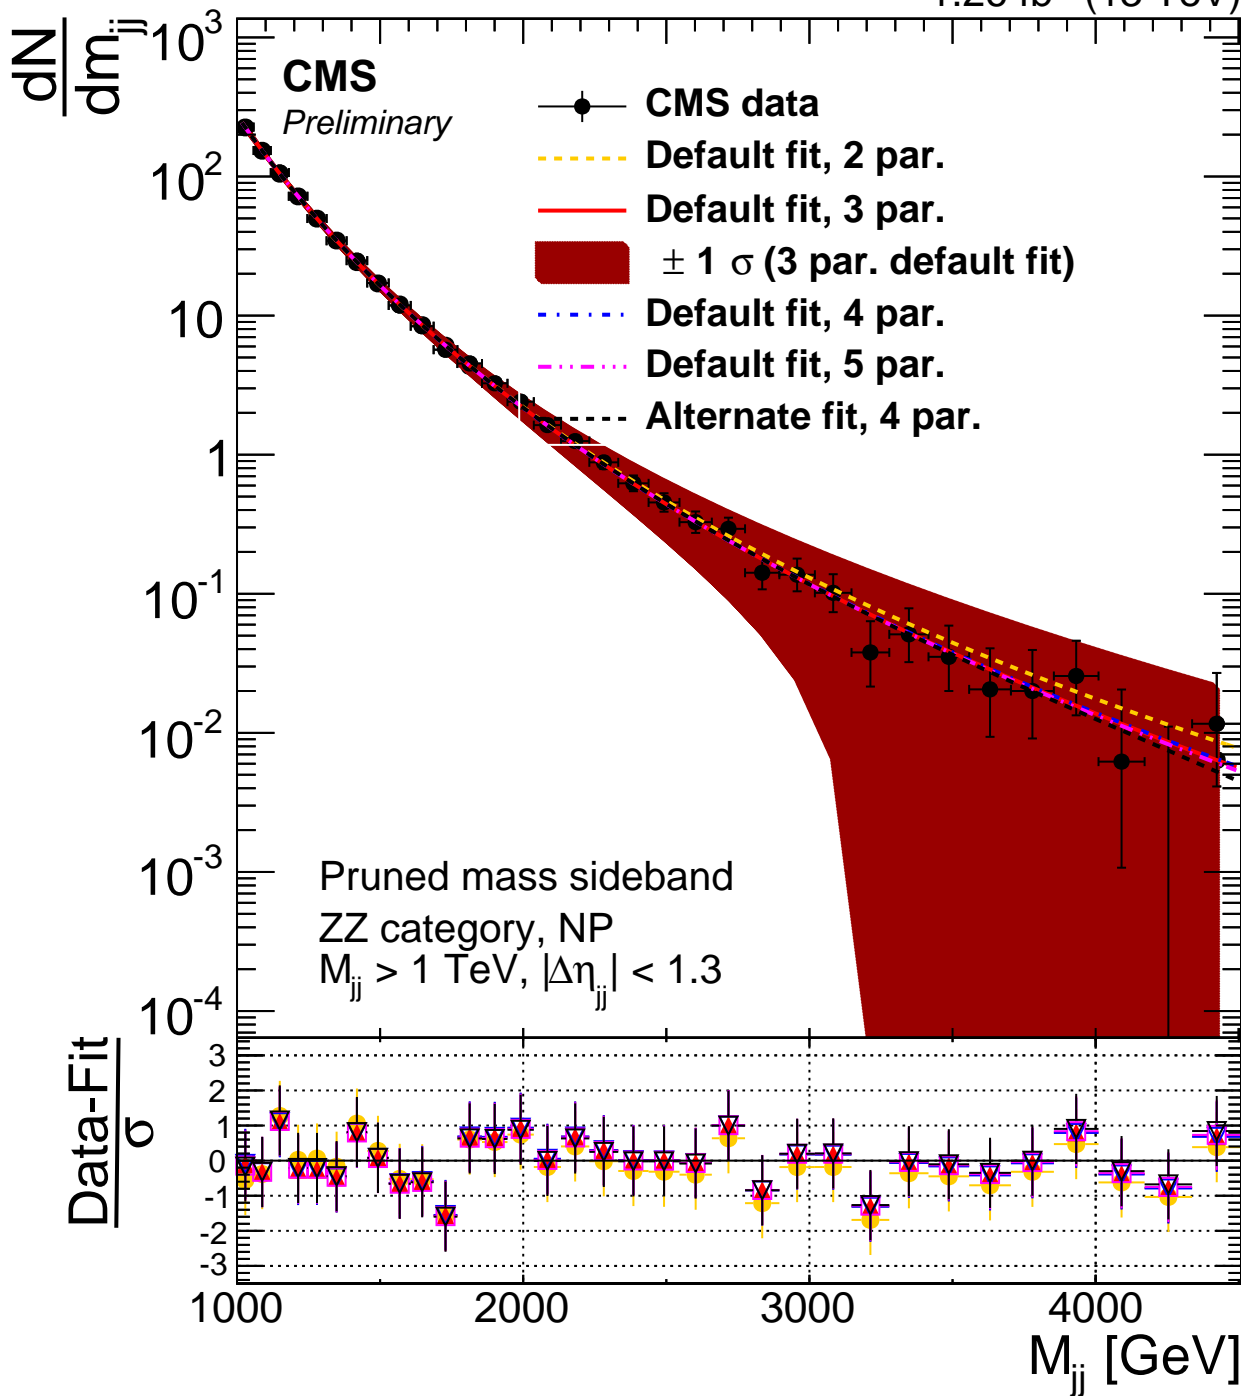 (13 TeV)
dN
dm_jj
CMS
Preliminary
CMS data
Default fit, 2 par.
Default fit, 3 par.
± 1 σ (3 par. default fit)
Default fit, 4 par.
Default fit, 5 par.
Alternate fit, 4 par.
10^3
10^2
10
1
10^-1
10^-2
10^-3
10^-4
Pruned mass sideband
ZZ category, NP
M_jj > 1 TeV, |Δη_jj| < 1.3
Data-Fit
σ
3
2
1
0
-1
-2
-3
1000 2000 3000 4000
M_jj [GeV]